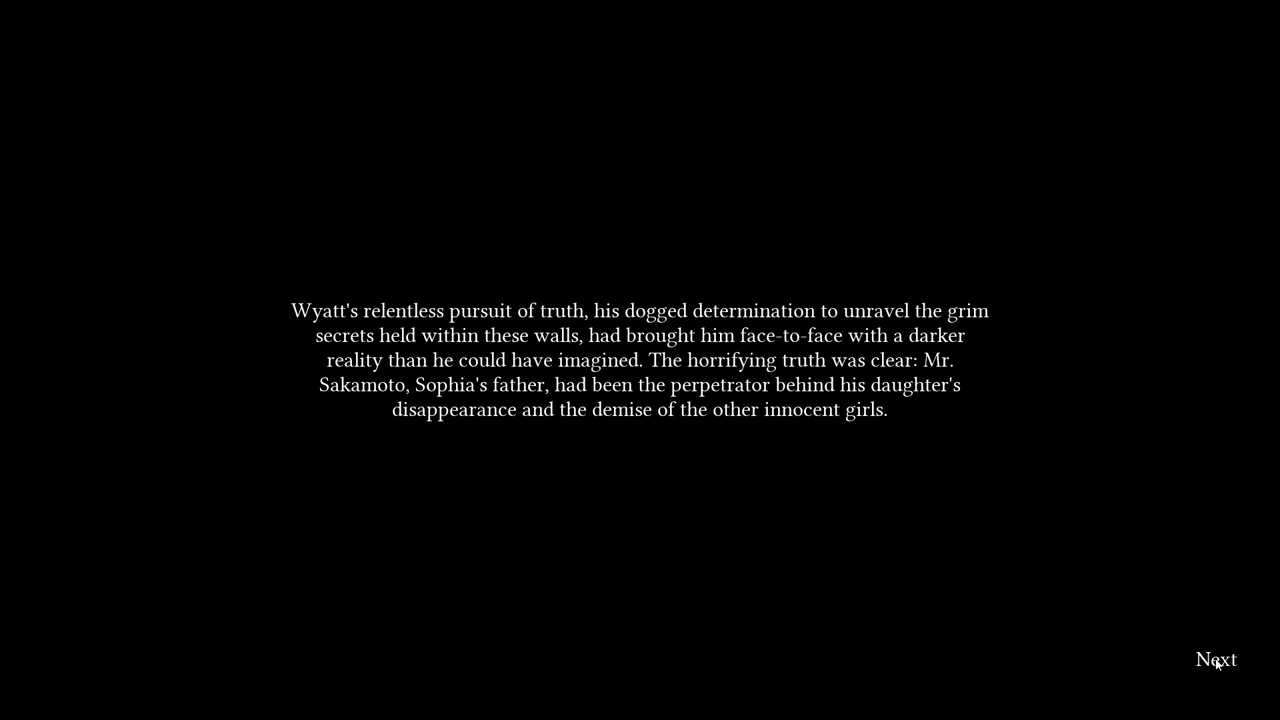 Wyatt's relentless pursuit of truth, his dogged determination to unravel the grim
secrets held within these walls, had brought him face-to-face with a darker
reality than he could have imagined. The horrifying truth was clear: Mr.
Sakamoto, Sophia's father, had been the perpetrator behind his daughter's
disappearance and the demise of the other innocent girls.
Next